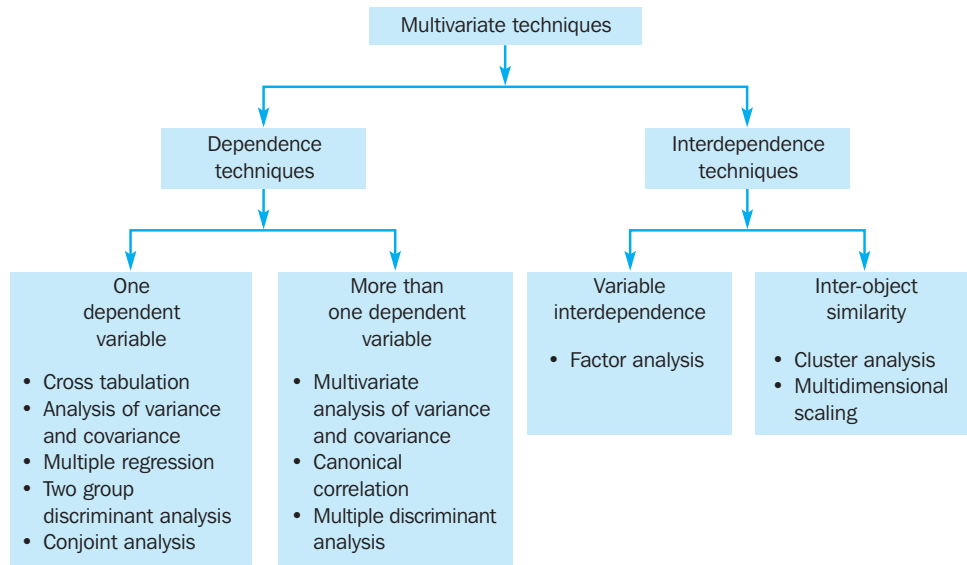 Multivariate techniques
Dependence
techniques
Interdependence
techniques
One
dependent
variable
• Cross tabulation
• Analysis of variance
and covariance
• Multiple regression
• Two group
discriminant analysis
• Conjoint analysis
More than
one dependent
variable
• Multivariate
analysis of variance
and covariance
• Canonical
correlation
• Multiple discriminant
analysis
Variable
interdependence
• Factor analysis
Inter-object
similarity
• Cluster analysis
• Multidimensional
scaling